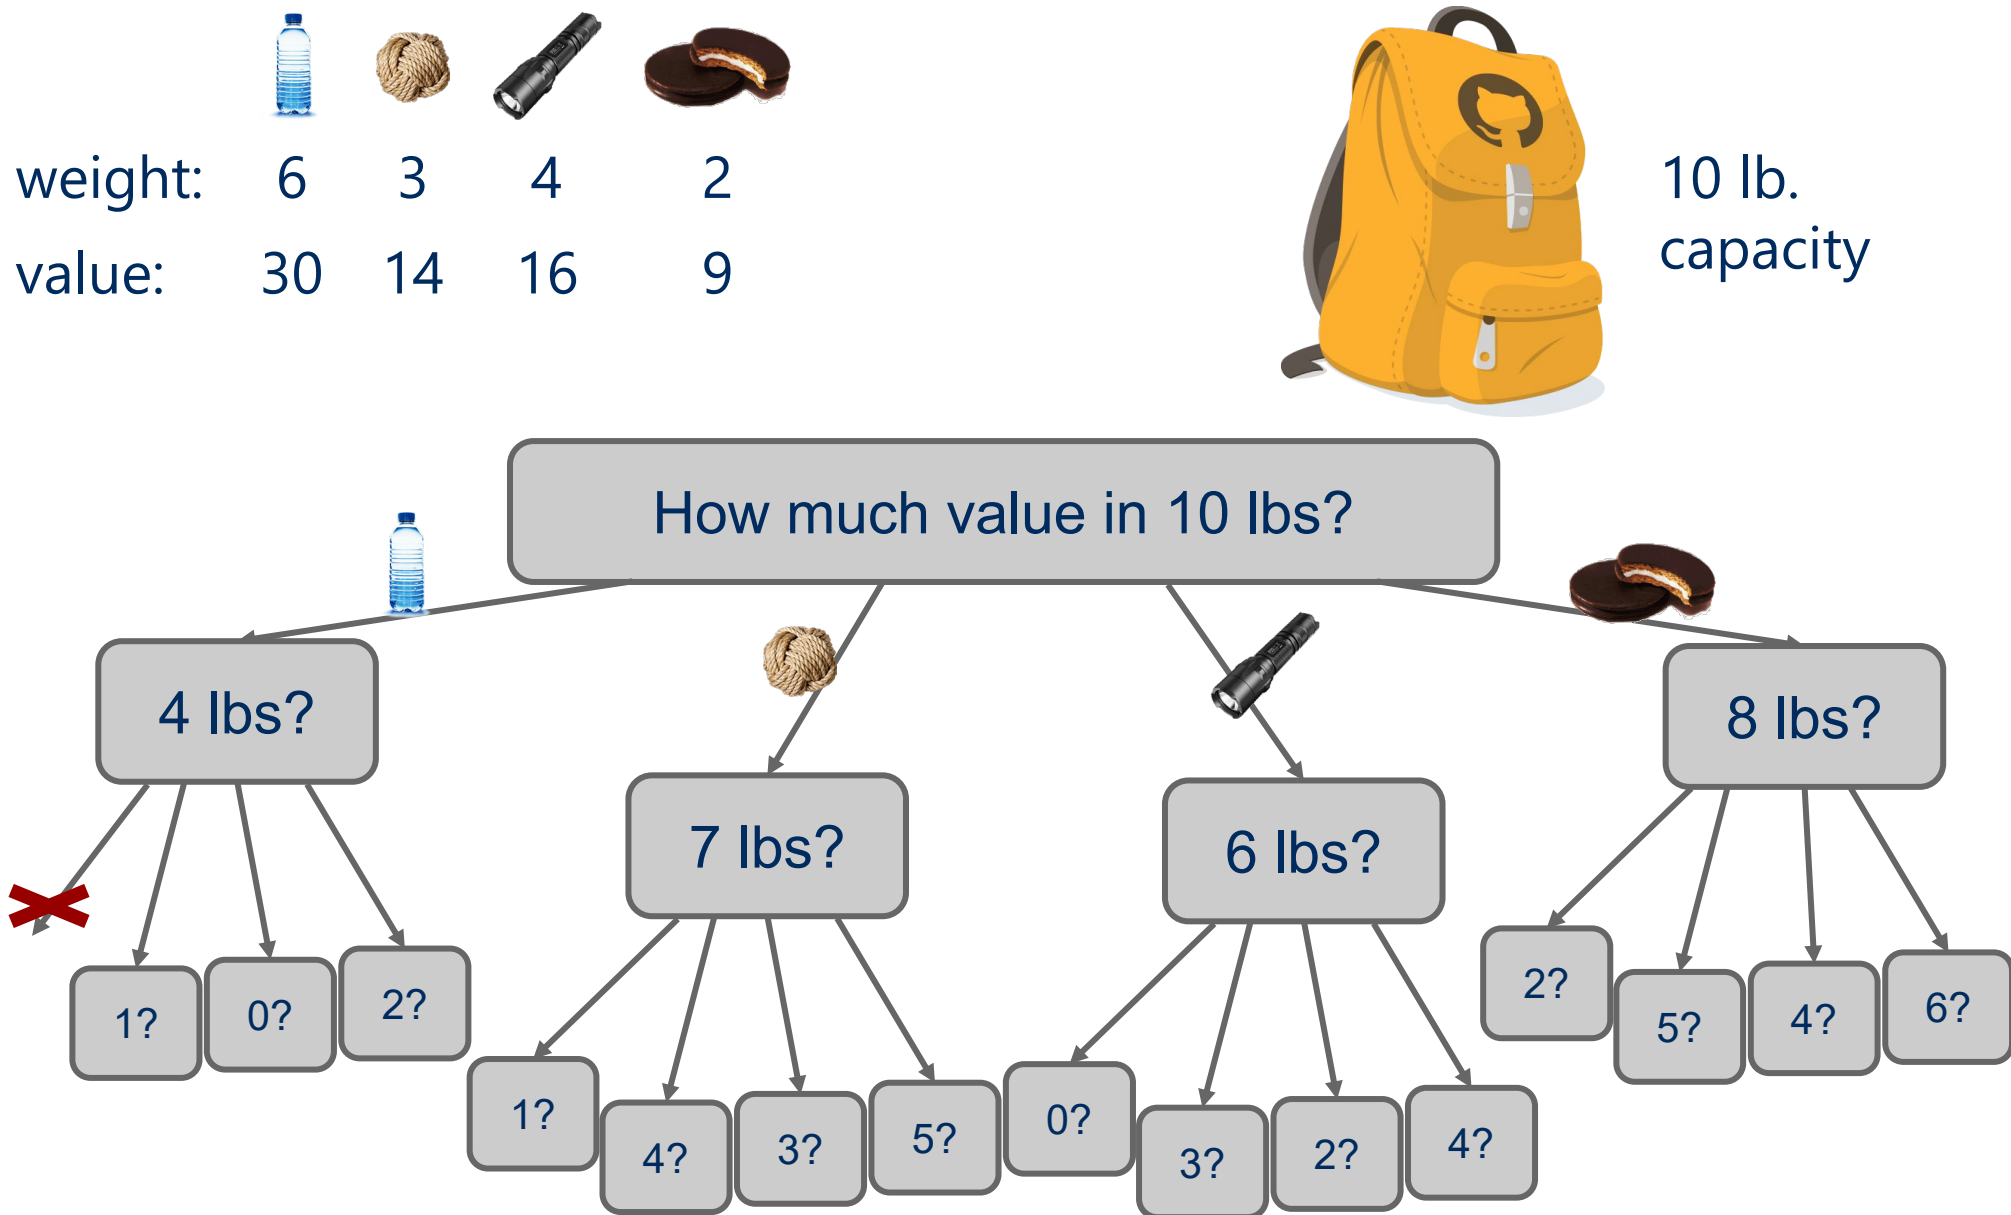 weight: 6 3 4 2
value: 30 14 16 9
10 lb.
capacity
How much value in 10 lbs?
4 lbs?
7 lbs?
6 lbs?
8 lbs?
1?
0?
2?
1?
4?
3?
5?
0?
3?
2?
4?
2?
5?
4?
6?